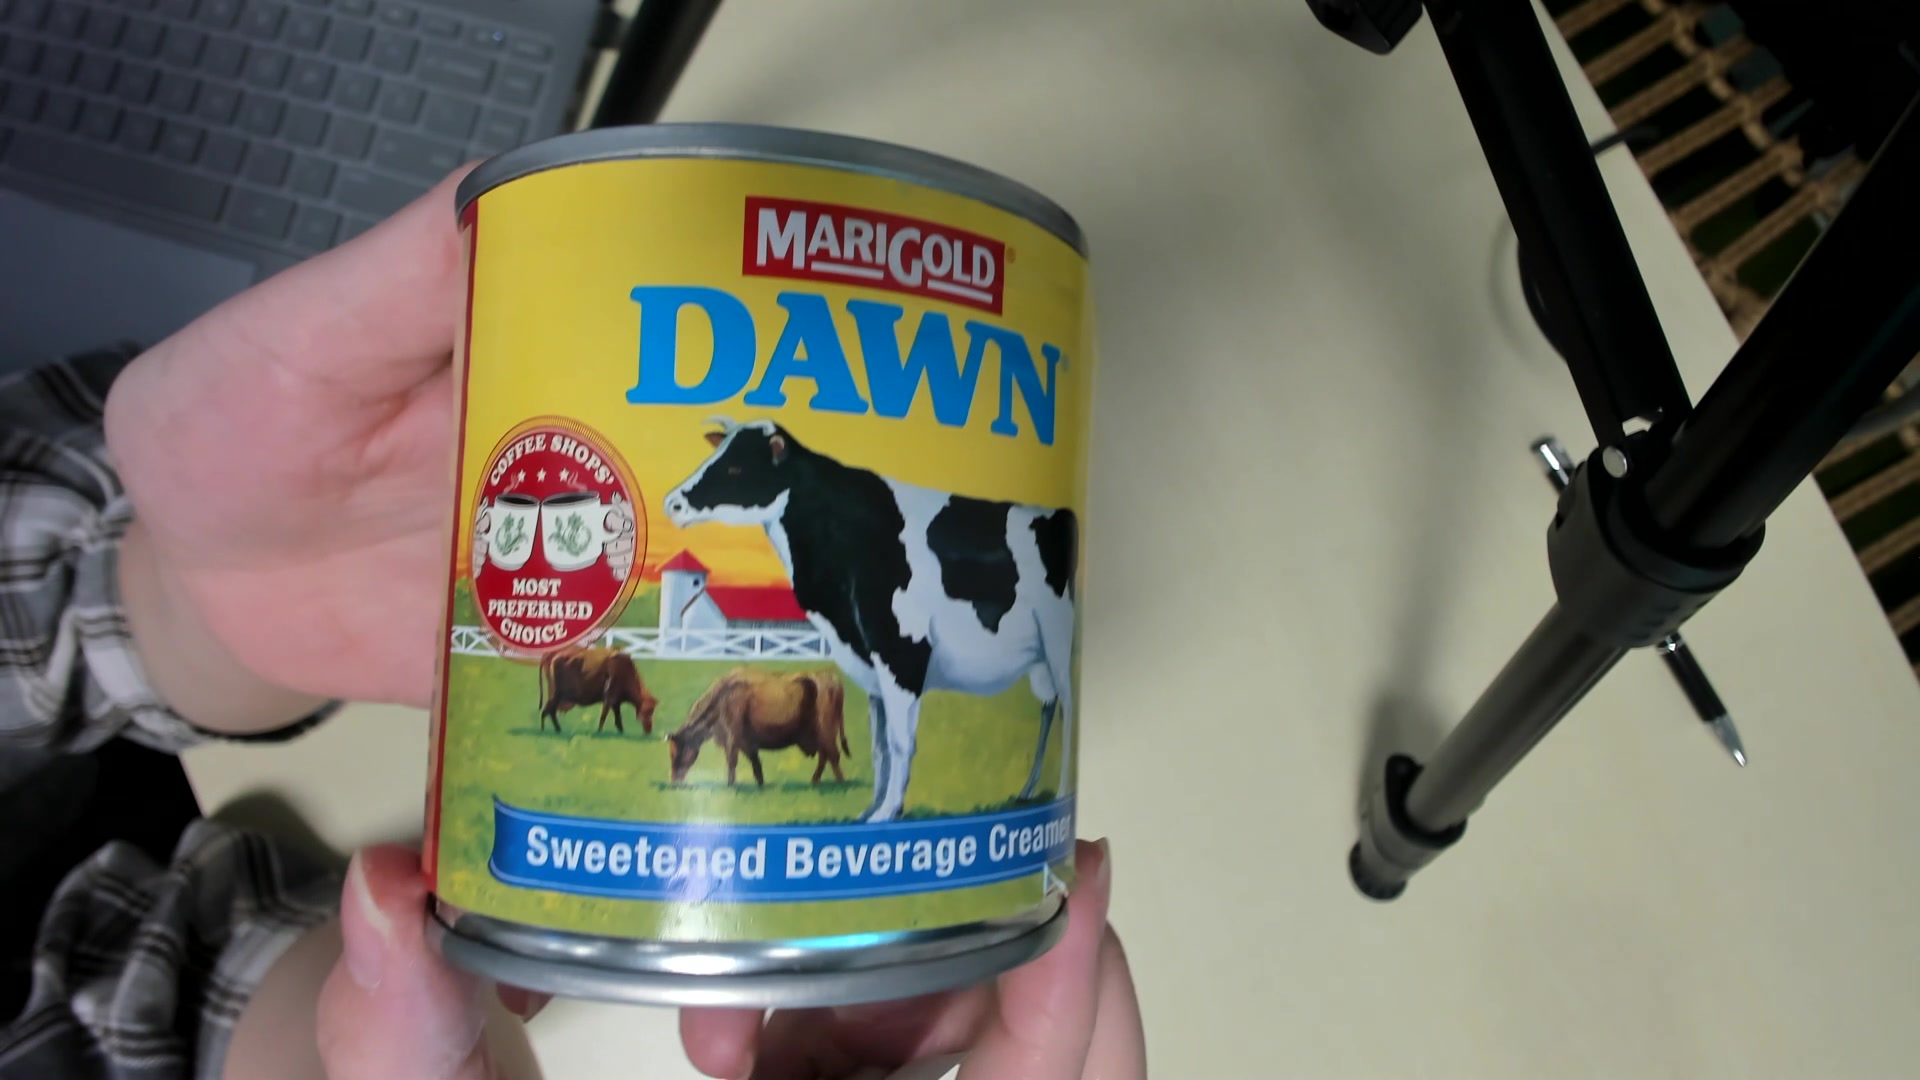 MARIGOLD
DAWN
COFFEE SHOPS'
MOST
PREFERRED
CHOICE
Sweetened Beverage Creamer